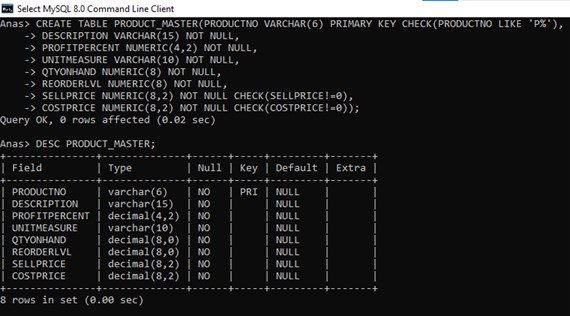 Select MySQL 8.0 Command Line Client
Anas> CREATE TABLE PRODUCT_MASTER(PRODUCTNO VARCHAR(6) PRIMARY KEY CHECK(PRODUCTNO LIKE 'P%'),
    -> DESCRIPTION VARCHAR(15) NOT NULL,
    -> PROFITPERCENT NUMERIC(4,2) NOT NULL,
    -> UNITMEASURE VARCHAR(10) NOT NULL,
    -> QTYONHAND NUMERIC(8) NOT NULL,
    -> REORDERLVL NUMERIC(8) NOT NULL,
    -> SELLPRICE NUMERIC(8,2) NOT NULL CHECK(SELLPRICE!=0),
    -> COSTPRICE NUMERIC(8,2) NOT NULL CHECK(COSTPRICE!=0));
Query OK, 0 rows affected (0.02 sec)
Anas> DESC PRODUCT_MASTER;
+---------------+--------------+------+-----+---------+-------+
| Field         | Type         | Null | Key | Default | Extra |
+---------------+--------------+------+-----+---------+-------+
| PRODUCTNO     | varchar(6)   | NO   | PRI | NULL    |       |
| DESCRIPTION   | varchar(15)  | NO   |     | NULL    |       |
| PROFITPERCENT | decimal(4,2) | NO   |     | NULL    |       |
| UNITMEASURE   | varchar(10)  | NO   |     | NULL    |       |
| QTYONHAND     | decimal(8,0) | NO   |     | NULL    |       |
| REORDERLVL    | decimal(8,0) | NO   |     | NULL    |       |
| SELLPRICE     | decimal(8,2) | NO   |     | NULL    |       |
| COSTPRICE     | decimal(8,2) | NO   |     | NULL    |       |
+---------------+--------------+------+-----+---------+-------+
8 rows in set (0.00 sec)